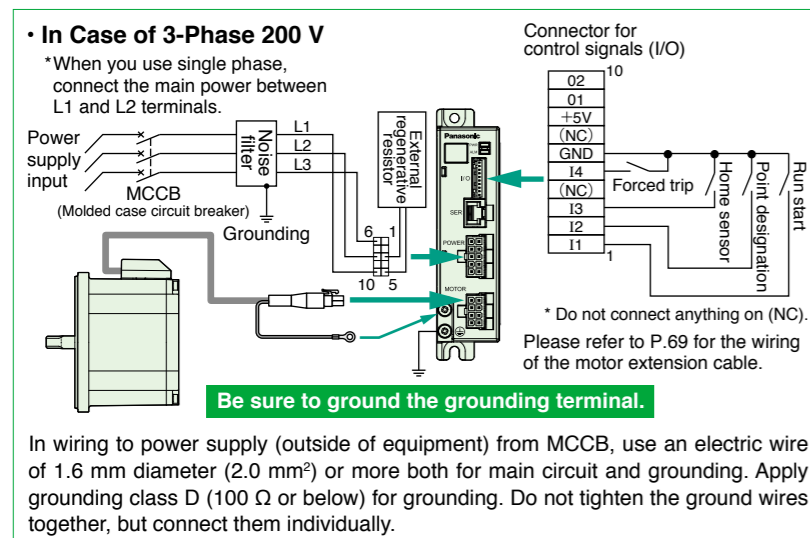 • In Case of 3-Phase 200 V
*When you use single phase,
connect the main power between
L1 and L2 terminals.
Power
supply
input
MCCB
(Molded case circuit breaker)
Noise
filter
L1
L2
L3
Grounding
External
regenerative
resistor
6
1
10
5
Panasonic
I/O
SER
POWER
MOTOR
Connector for
control signals (I/O)
10
02
01
+5V
(NC)
GND
I4
(NC)
I3
I2
I1
1
Forced trip
Home sensor
Point designation
Run start
* Do not connect anything on (NC).
Please refer to P.69 for the wiring
of the motor extension cable.
Be sure to ground the grounding terminal.
In wiring to power supply (outside of equipment) from MCCB, use an electric wire
of 1.6 mm diameter (2.0 mm²) or more both for main circuit and grounding. Apply
grounding class D (100 Ω or below) for grounding. Do not tighten the ground wires
together, but connect them individually.